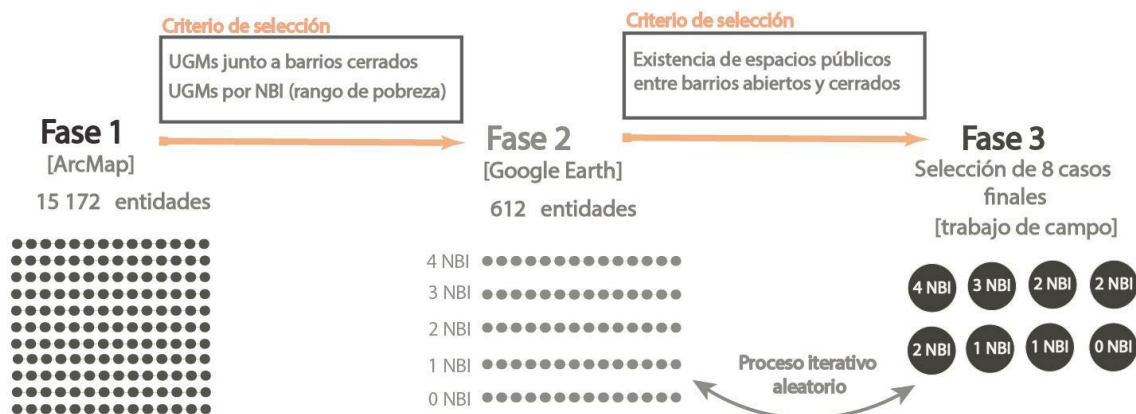 Criterio de selección
UGMs junto a barrios cerrados
UGMs por NBI (rango de pobreza)
Criterio de selección
Existencia de espacios públicos
entre barrios abiertos y cerrados
Fase 1
[ArcMap]
15 172 entidades
Fase 2
[Google Earth]
612 entidades
Fase 3
Selección de 8 casos
finales
[trabajo de campo]
4 NBI
3 NBI
2 NBI
1 NBI
0 NBI
Proceso iterativo
aleatorio
4 NBI 3 NBI 2 NBI 2 NBI
2 NBI 1 NBI 1 NBI 0 NBI